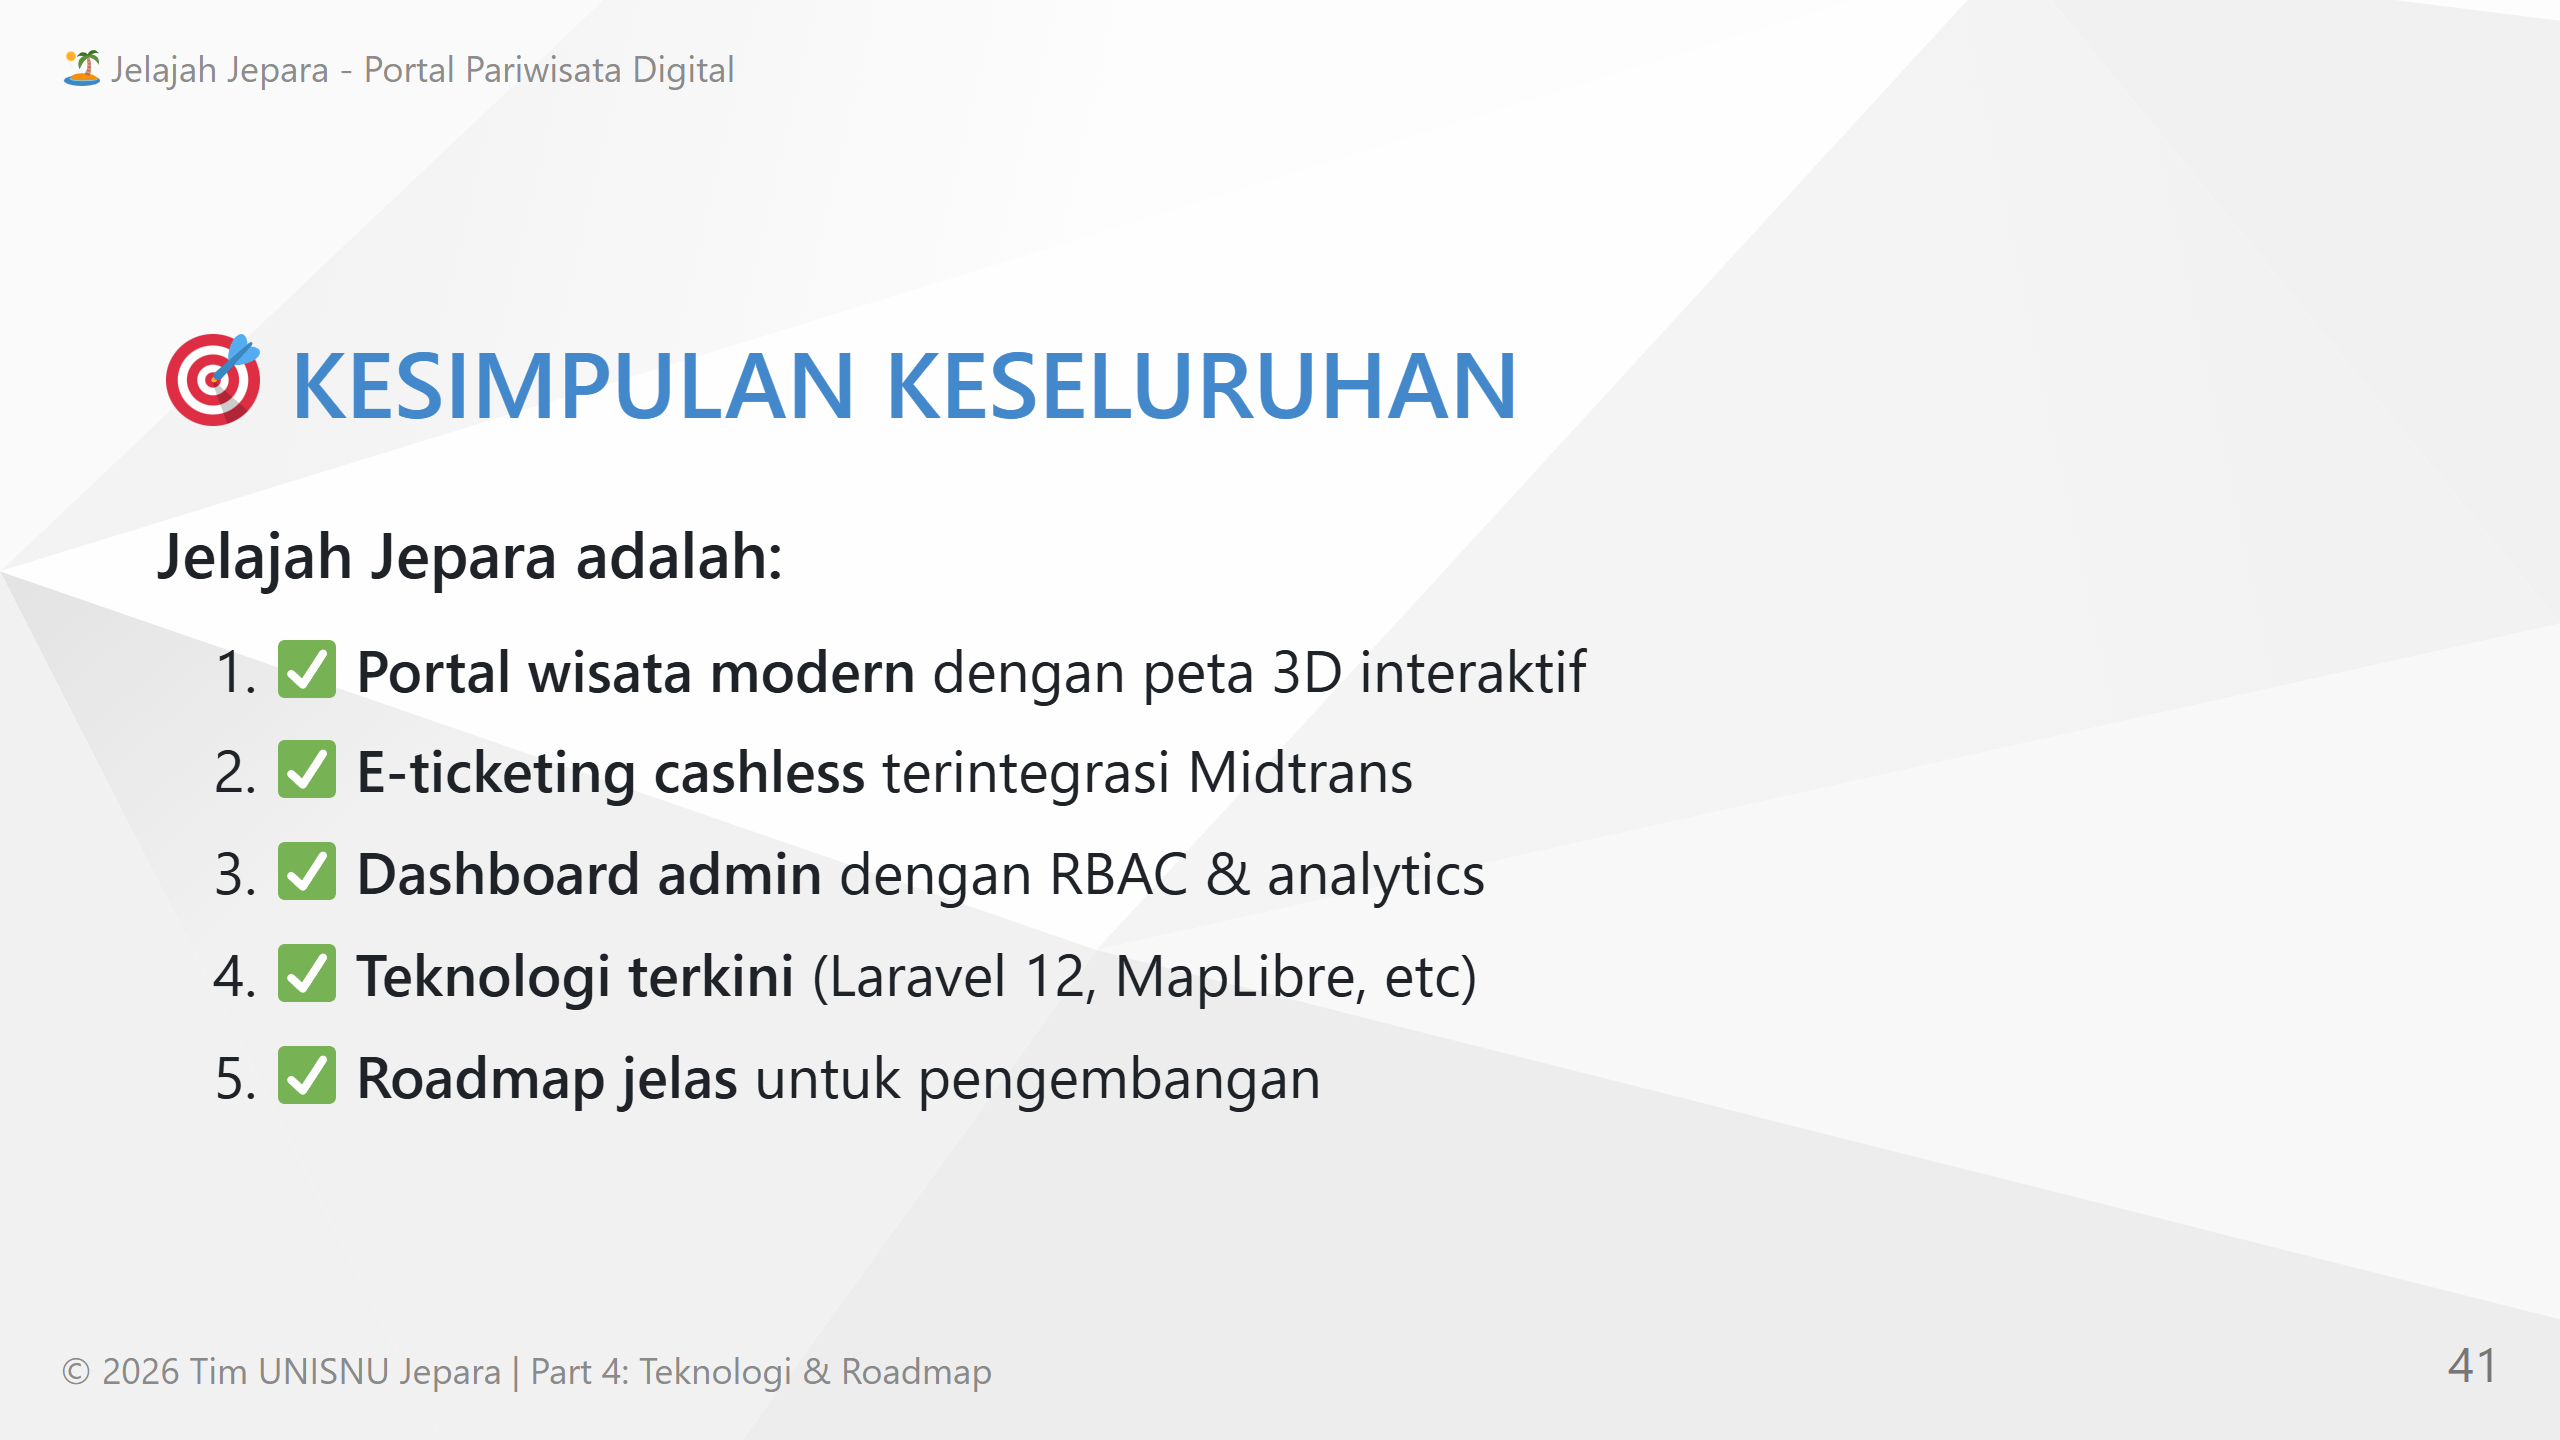 Jelajah Jepara - Portal Pariwisata Digital
KESIMPULAN KESELURUHAN
Jelajah Jepara adalah:
1. ✅ Portal wisata modern dengan peta 3D interaktif
2. ✅ E-ticketing cashless terintegrasi Midtrans
3. ✅ Dashboard admin dengan RBAC & analytics
4. ✅ Teknologi terkini (Laravel 12, MapLibre, etc)
5. ✅ Roadmap jelas untuk pengembangan
© 2026 Tim UNISNU Jepara | Part 4: Teknologi & Roadmap
41